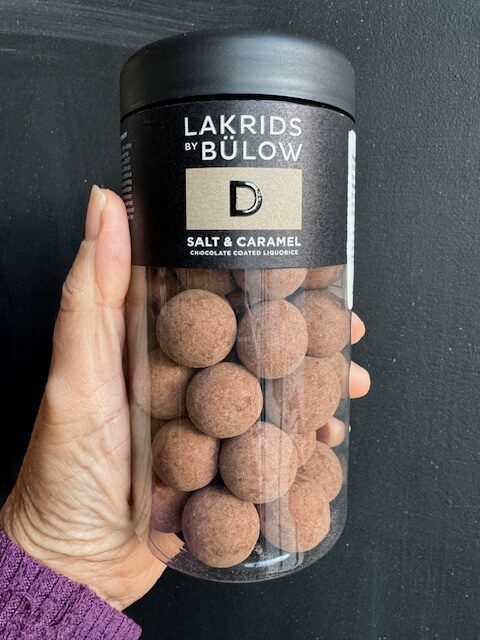 LAKRIDS
BY BÜLOW
D
SALT & CARAMEL
CHOCOLATE COATED LIQUORICE